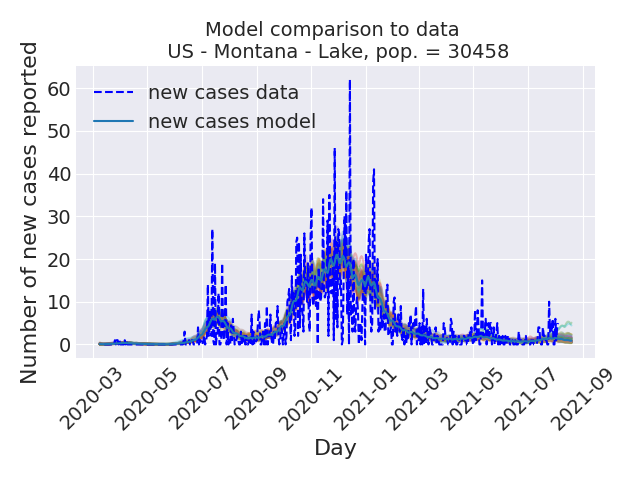 Model comparison to data
US - Montana - Lake, pop. = 30458
Number of new cases reported
60
50
40
30
20
10
0
new cases data
new cases model
2020-03
2020-05
2020-07
2020-09
2020-11
2021-01
2021-03
2021-05
2021-07
2021-09
Day